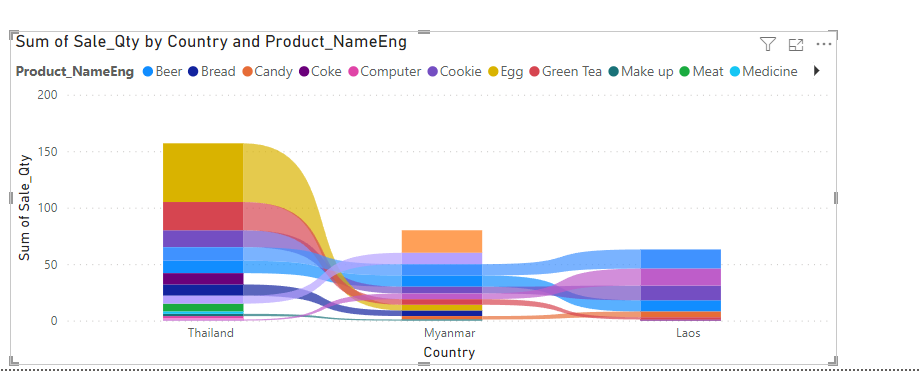 Sum of Sale_Qty by Country and Product_NameEng
Product_NameEng Beer Bread Candy Coke Computer Cookie Egg Green Tea Make up Meat Medicine
200
150
100
50
0
Sum of Sale_Qty
Thailand Myanmar Laos
Country